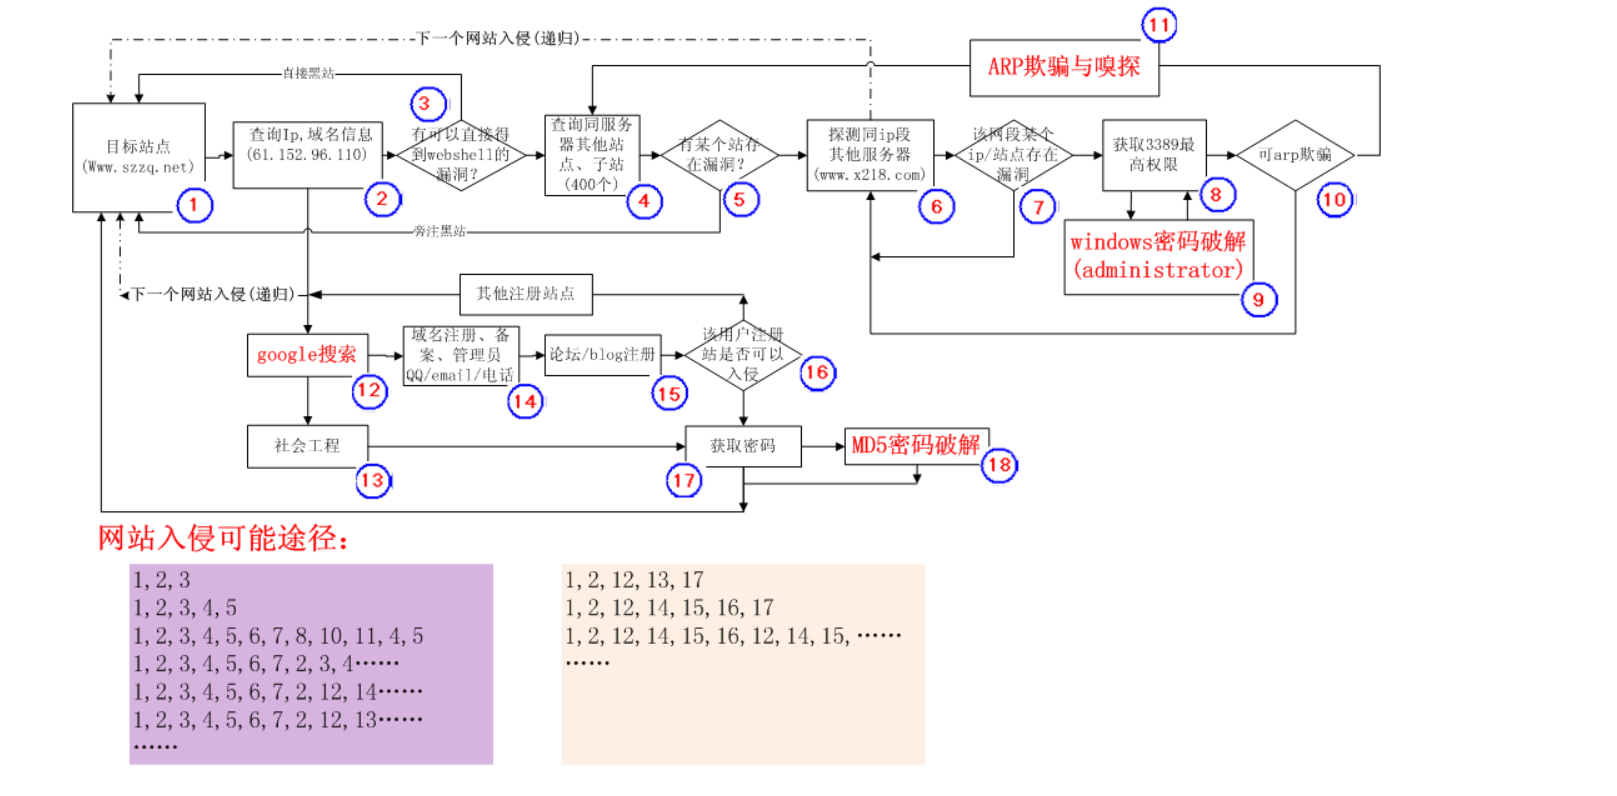 11
下一个网站入侵(递归)
ARP欺骗与嗅探
直接黑站
3
目标站点
(Www.szzq.net)
1
查询Ip,域名信息
(61.152.96.110)
2
有可以直接得
到webshell的
漏洞?
查询同服务
器其他站
点、子站
(400个)
4
有某个站存
在漏洞?
5
探测同ip段
其他服务器
(www.x218.com)
6
该网段某个
ip/站点存在
漏洞
7
获取3389最
高权限
8
可arp欺骗
10
旁注黑站
windows密码破解
(administrator)
9
下一个网站入侵(递归)
其他注册站点
google搜索
12
域名注册、备
案、管理员
QQ/email/电话
14
论坛/blog注册
15
该用户注册
站是否可以
入侵
16
社会工程
13
获取密码
17
MD5密码破解
18
网站入侵可能途径:
1,2,3
1,2,3,4,5
1,2,3,4,5,6,7,8,10,11,4,5
1,2,3,4,5,6,7,2,3,4……
1,2,3,4,5,6,7,2,12,14……
1,2,3,4,5,6,7,2,12,13……
……
1,2,12,13,17
1,2,12,14,15,16,17
1,2,12,14,15,16,12,14,15,……
……